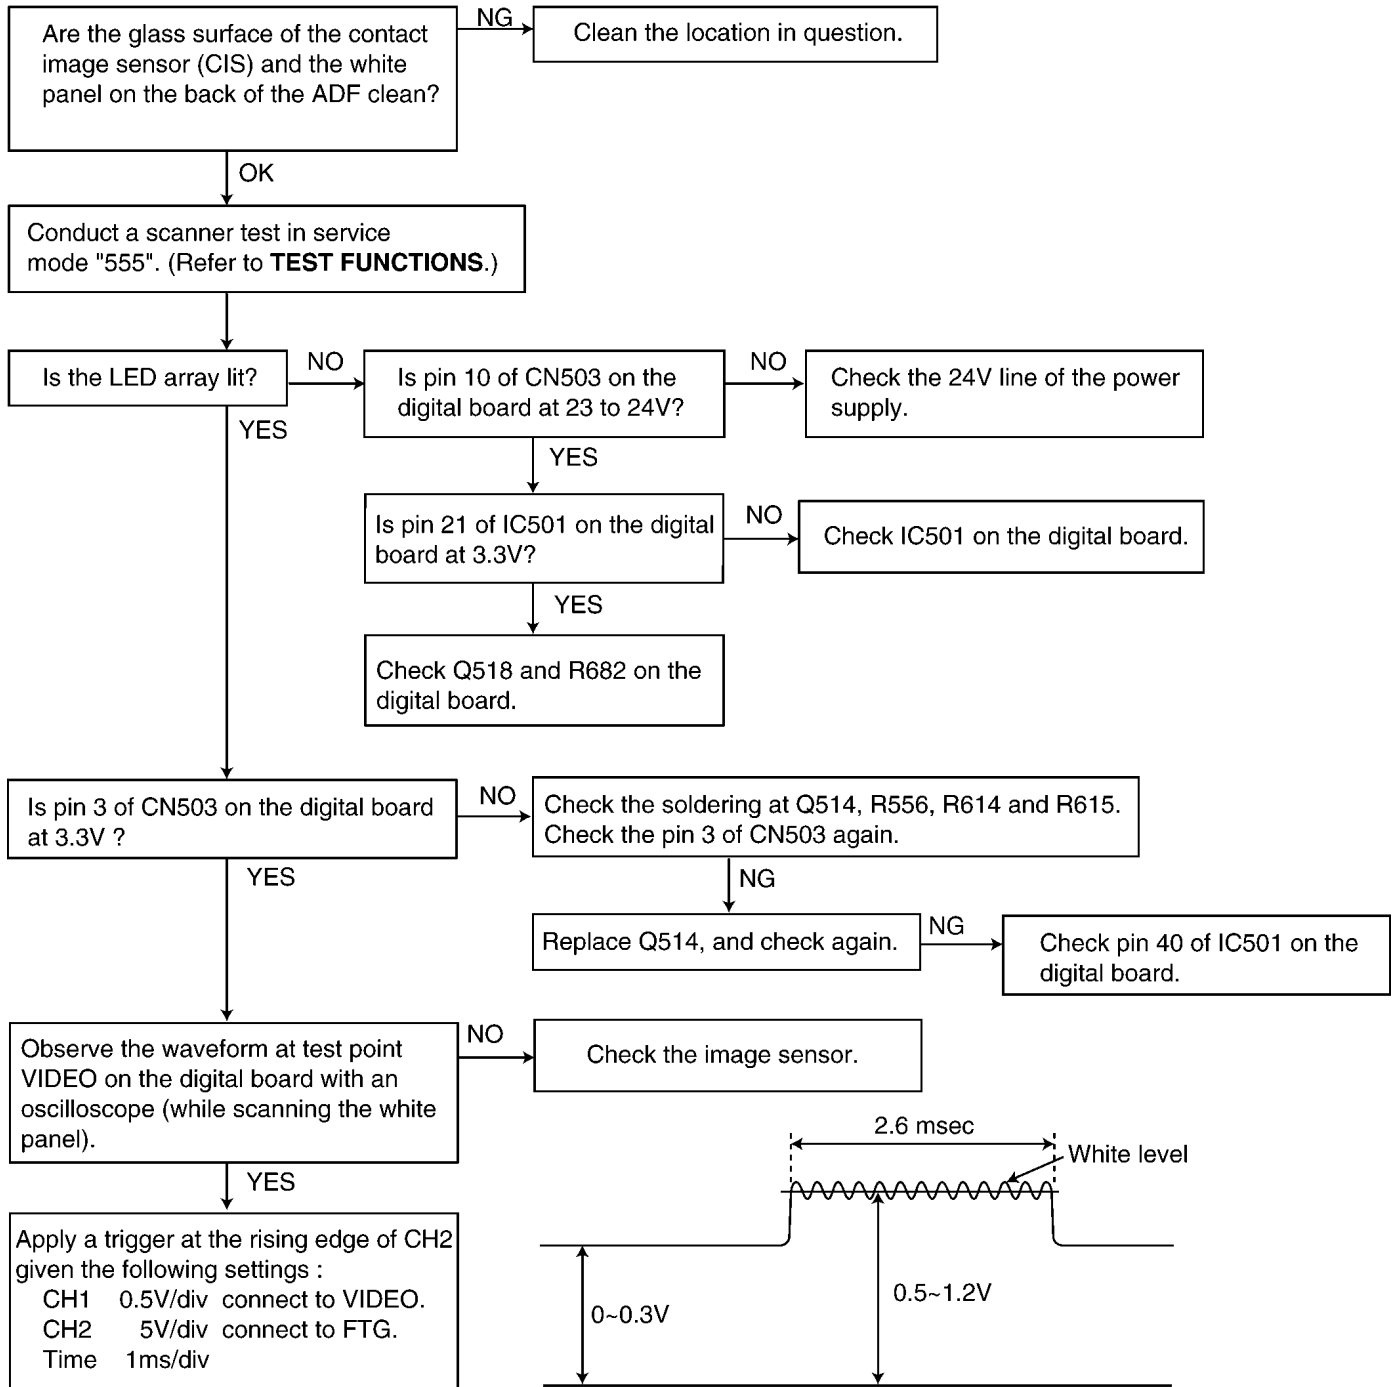 Are the glass surface of the contact
image sensor (CIS) and the white
panel on the back of the ADF clean?
NG
Clean the location in question.
OK
Conduct a scanner test in service
mode "555". (Refer to TEST FUNCTIONS.)
Is the LED array lit?
NO
Is pin 10 of CN503 on the
digital board at 23 to 24V?
NO
Check the 24V line of the power
supply.
YES
YES
Is pin 21 of IC501 on the digital
board at 3.3V?
NO
Check IC501 on the digital board.
YES
Check Q518 and R682 on the
digital board.
Is pin 3 of CN503 on the digital board
at 3.3V ?
NO
Check the soldering at Q514, R556, R614 and R615.
Check the pin 3 of CN503 again.
YES
NG
Replace Q514, and check again.
NG
Check pin 40 of IC501 on the
digital board.
Observe the waveform at test point
VIDEO on the digital board with an
oscilloscope (while scanning the white
panel).
NO
Check the image sensor.
YES
Apply a trigger at the rising edge of CH2
given the following settings :
CH1 0.5V/div connect to VIDEO.
CH2 5V/div connect to FTG.
Time 1ms/div
2.6 msec
White level
0~0.3V
0.5~1.2V